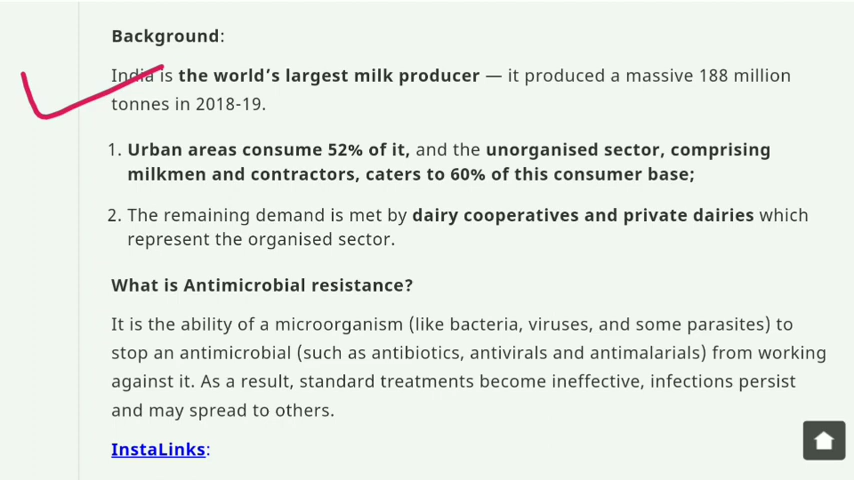 Background:
India is the world's largest milk producer — it produced a massive 188 million
tonnes in 2018-19.
1. Urban areas consume 52% of it, and the unorganised sector, comprising
milkmen and contractors, caters to 60% of this consumer base;
2. The remaining demand is met by dairy cooperatives and private dairies which
represent the organised sector.
What is Antimicrobial resistance?
It is the ability of a microorganism (like bacteria, viruses, and some parasites) to
stop an antimicrobial (such as antibiotics, antivirals and antimalarials) from working
against it. As a result, standard treatments become ineffective, infections persist
and may spread to others.
InstaLinks: